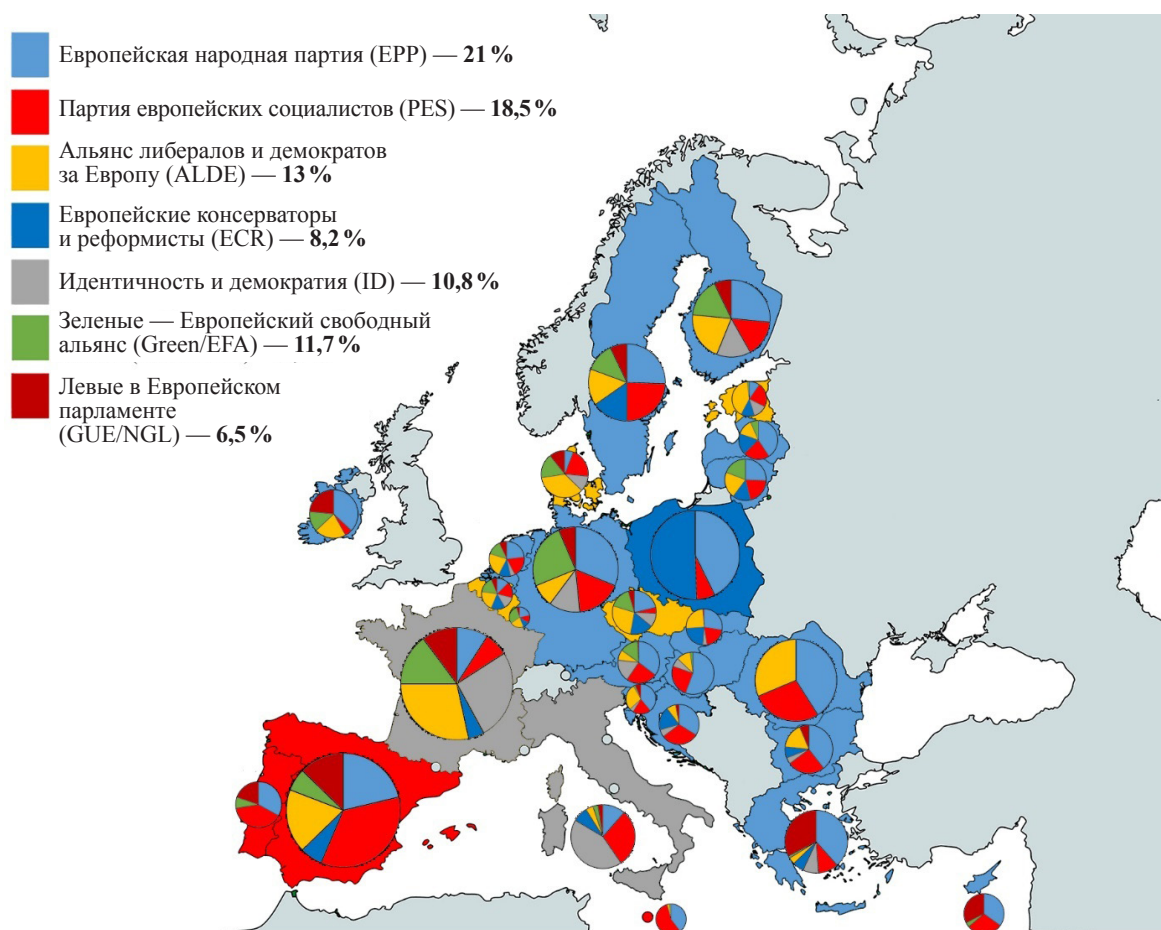 Европейская народная партия (EPP) — 21 %
Партия европейских социалистов (PES) — 18,5 %
Альянс либералов и демократов
за Европу (ALDE) — 13 %
Европейские консерваторы
и реформисты (ECR) — 8,2 %
Идентичность и демократия (ID) — 10,8 %
Зеленые — Европейский свободный
альянс (Green/EFA) — 11,7 %
Левые в Европейском
парламенте
(GUE/NGL) — 6,5 %